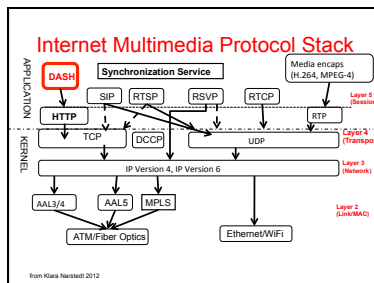 Internet Multimedia Protocol Stack
APPLICATION
KERNEL
Media encaps
(H.264, MPEG-4)
DASH
Synchronization Service
SIP
RTSP
RSVP
RTCP
Layer 5
(Session
HTTP
RTP
TCP
DCCP
UDP
Layer 4
(Transpo
IP Version 4, IP Version 6
Layer 3
(Network)
AAL3/4
AAL5
MPLS
Layer 2
(Link/MAC)
ATM/Fiber Optics
Ethernet/WiFi
from Klara Narstedt 2012